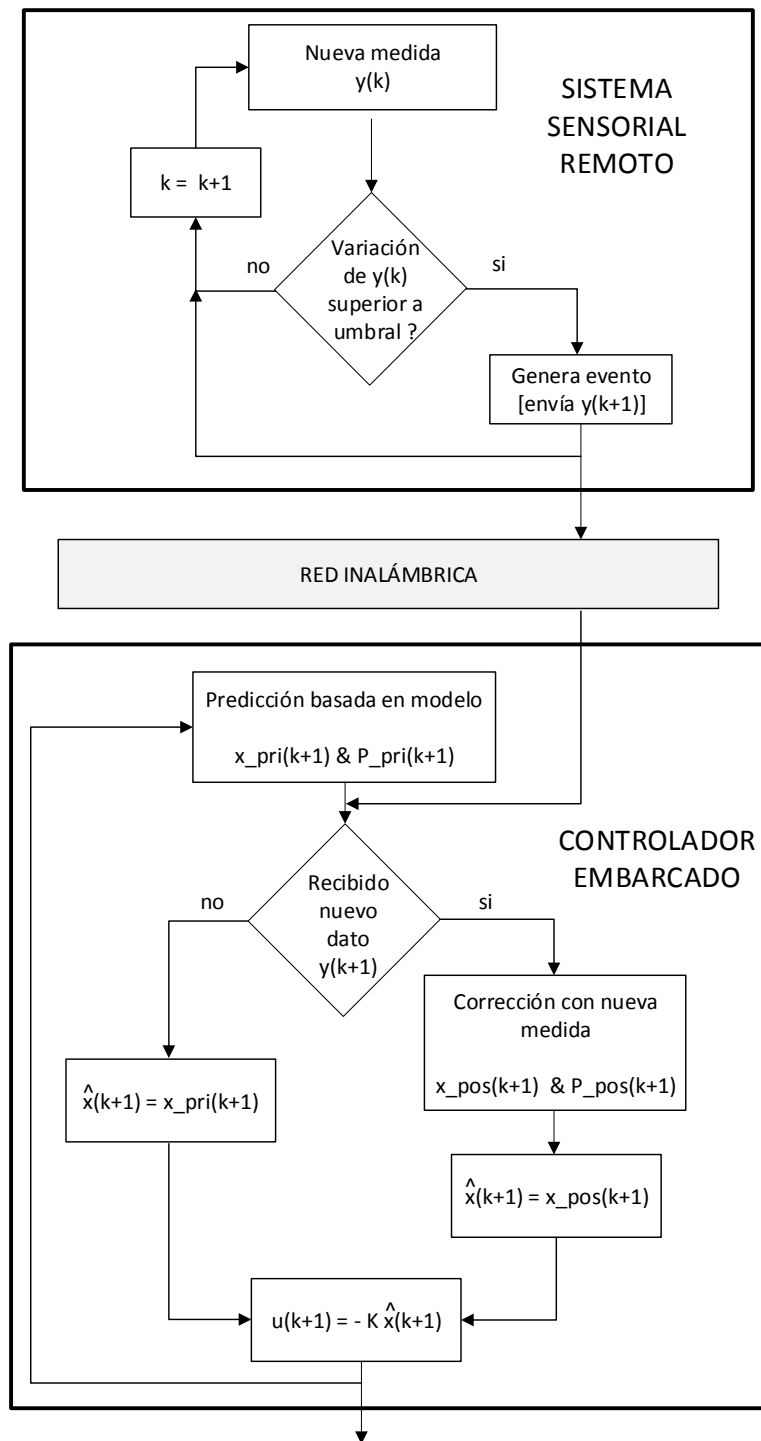 Nueva medida
y(k)
SISTEMA
SENSORIAL
REMOTO
k = k+1
Variación
de y(k)
superior a
umbral ?
no
si
Genera evento
[envía y(k+1)]
RED INALÁMBRICA
Predicción basada en modelo
x_pri(k+1) & P_pri(k+1)
CONTROLADOR
EMBARCADO
Recibido
nuevo
dato
y(k+1)
no
si
Corrección con nueva
medida
x_pos(k+1) & P_pos(k+1)
x̂(k+1) = x_pri(k+1)
x̂(k+1) = x_pos(k+1)
u(k+1) = - K x̂(k+1)